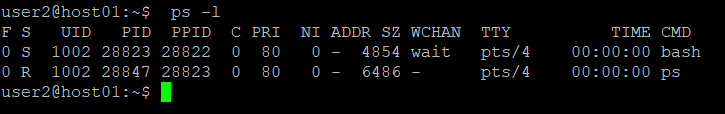 user2@host01:~$  ps -l
F S   UID   PID  PPID  C PRI  NI ADDR SZ WCHAN  TTY          TIME CMD
0 S  1002 28823 28822  0  80   0 -  4854 wait   pts/4    00:00:00 bash
0 R  1002 28847 28823  0  80   0 -  6486 -      pts/4    00:00:00 ps
user2@host01:~$